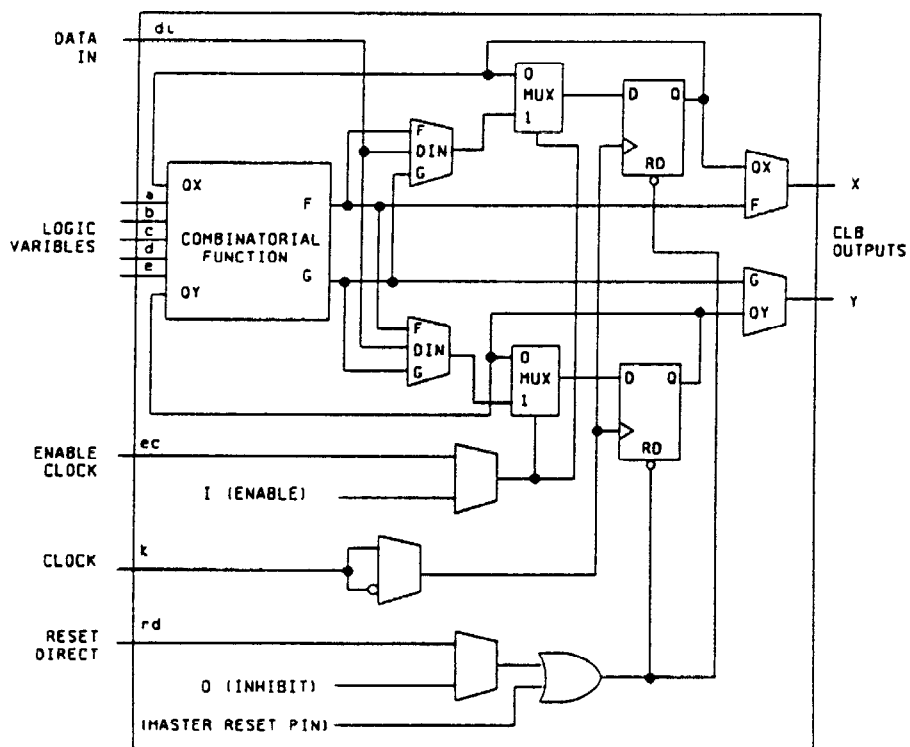 DATA
IN
di
0
MUX
1
D Q
RD
F
DIN
G
QX
F
X
a
b
c
d
e
LOGIC
VARIBLES
QX
F
COMBINATORIAL
FUNCTION
G
QY
CLB
OUTPUTS
G
QY
Y
F
DIN
G
0
MUX
1
D Q
RD
ENABLE
CLOCK
ec
1 (ENABLE)
CLOCK
k
RESET
DIRECT
rd
0 (INHIBIT)
(MASTER RESET PIN)